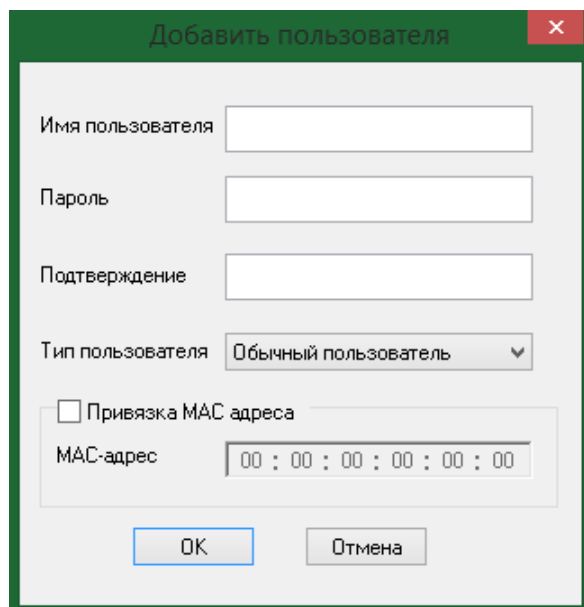 Добавить пользователя
Имя пользователя
Пароль
Подтверждение
Тип пользователя Обычный пользователь
Привязка MAC адреса
MAC-адрес 00 : 00 : 00 : 00 : 00 : 00
OK Отмена